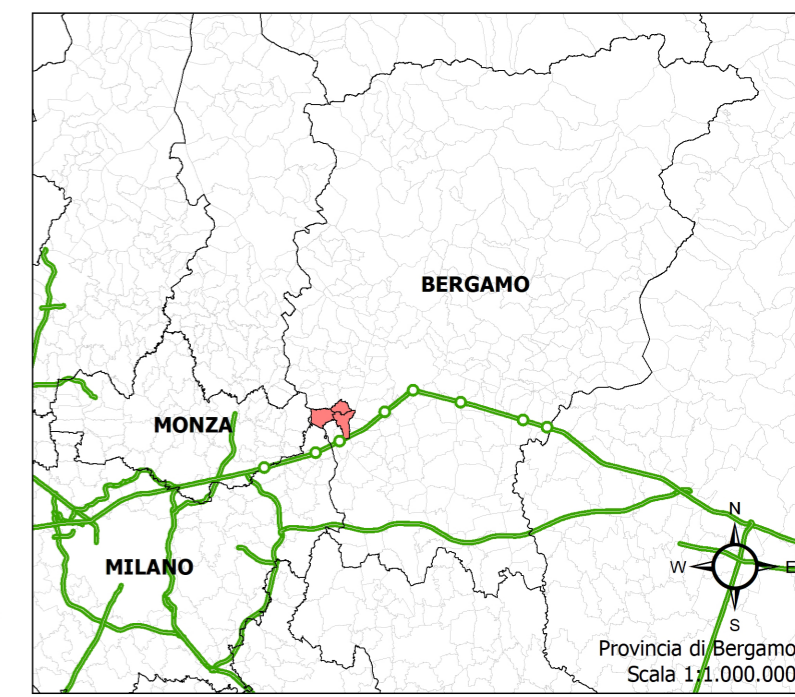 BERGAMO
MONZA
MILANO
N
W
E
S
Provincia di Bergamo
Scala 1:1.000.000